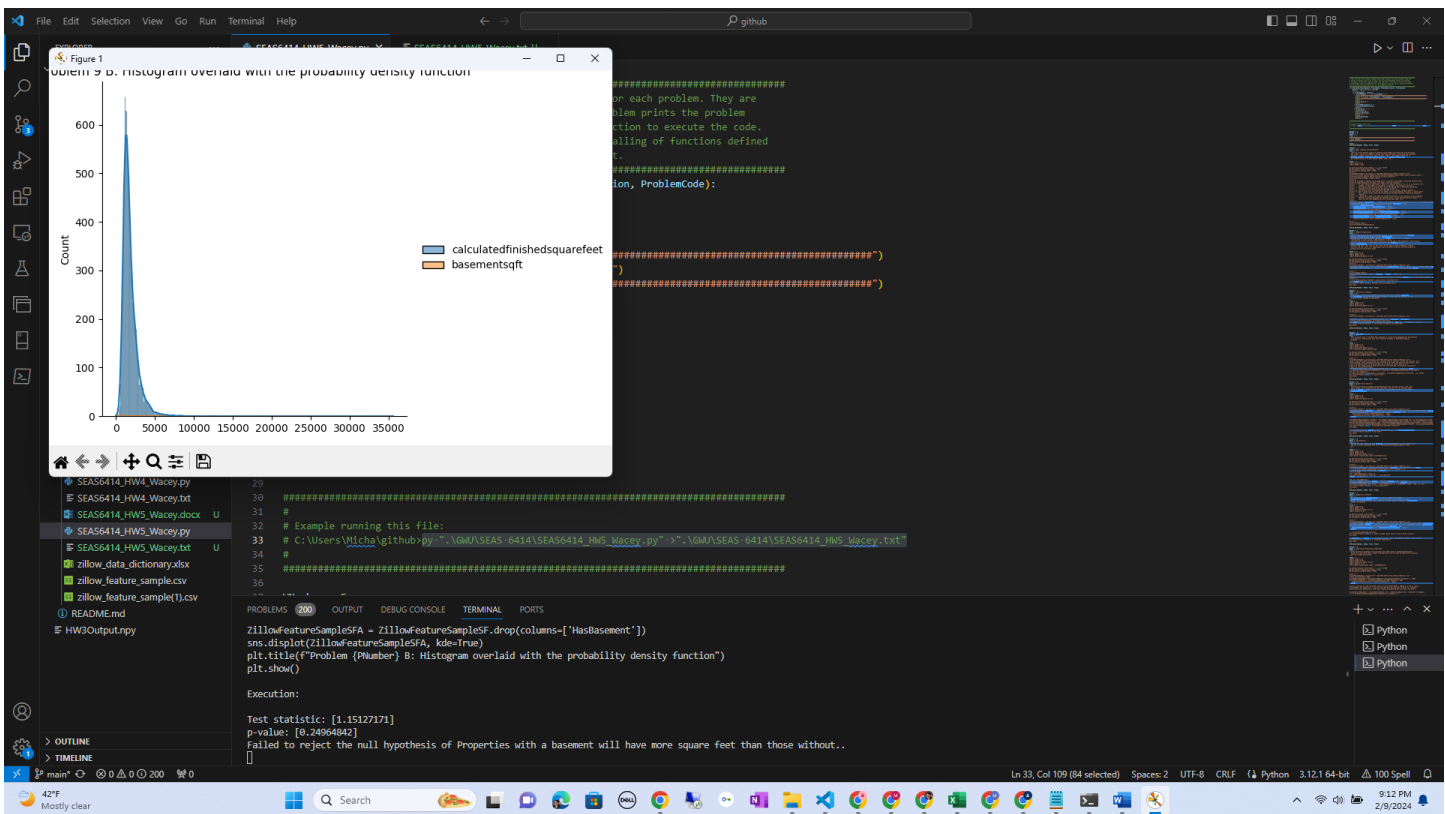 File Edit Selection View Go Run Terminal Help
github
Figure 1
oblem 9 B: Histogram overlaid with the probability density function
Count
600
500
400
300
200
100
0
0 5000 10000 15000 20000 25000 30000 35000
calculatedfinishedsquarefeet
basementsqft
################################
or each problem. They are
blem prints the problem
ction to execute the code.
alling of functions defined
t.
ion, ProblemCode):
")
")
")
SEAS6414_HW4_Wacey.py
SEAS6414_HW4_Wacey.txt
SEAS6414_HW5_Wacey.docx U
SEAS6414_HW5_Wacey.py
SEAS6414_HW5_Wacey.txt U
zillow_data_dictionary.xlsx
zillow_feature_sample.csv
zillow_feature_sample(1).csv
README.md
HW3Output.npy
OUTLINE
TIMELINE
29
30
31 #
32 # Example running this file:
33 # C:\Users\Micha\github>py ".\GWU\SEAS 6414\SEAS6414_HW5_Wacey.py" >".\GWU\SEAS 6414\SEAS6414_HW5_Wacey.txt"
34 #
35
36
PROBLEMS 200 OUTPUT DEBUG CONSOLE TERMINAL PORTS
ZillowFeatureSampleSFA = ZillowFeatureSampleSF.drop(columns=['HasBasement'])
sns.displot(ZillowFeatureSampleSFA, kde=True)
plt.title(f"Problem {PNumber} B: Histogram overlaid with the probability density function")
plt.show()
Execution:
Test statistic: [1.15127171]
p-value: [0.24964842]
Failed to reject the null hypothesis of Properties with a basement will have more square feet than those without..
Python
Python
Python
main* 0 0 200 0
Ln 33, Col 109 (84 selected) Spaces: 2 UTF-8 CRLF Python 3.12.1 64-bit 100 Spell
42°F
Mostly clear
Search
DELL
9:12 PM
2/9/2024